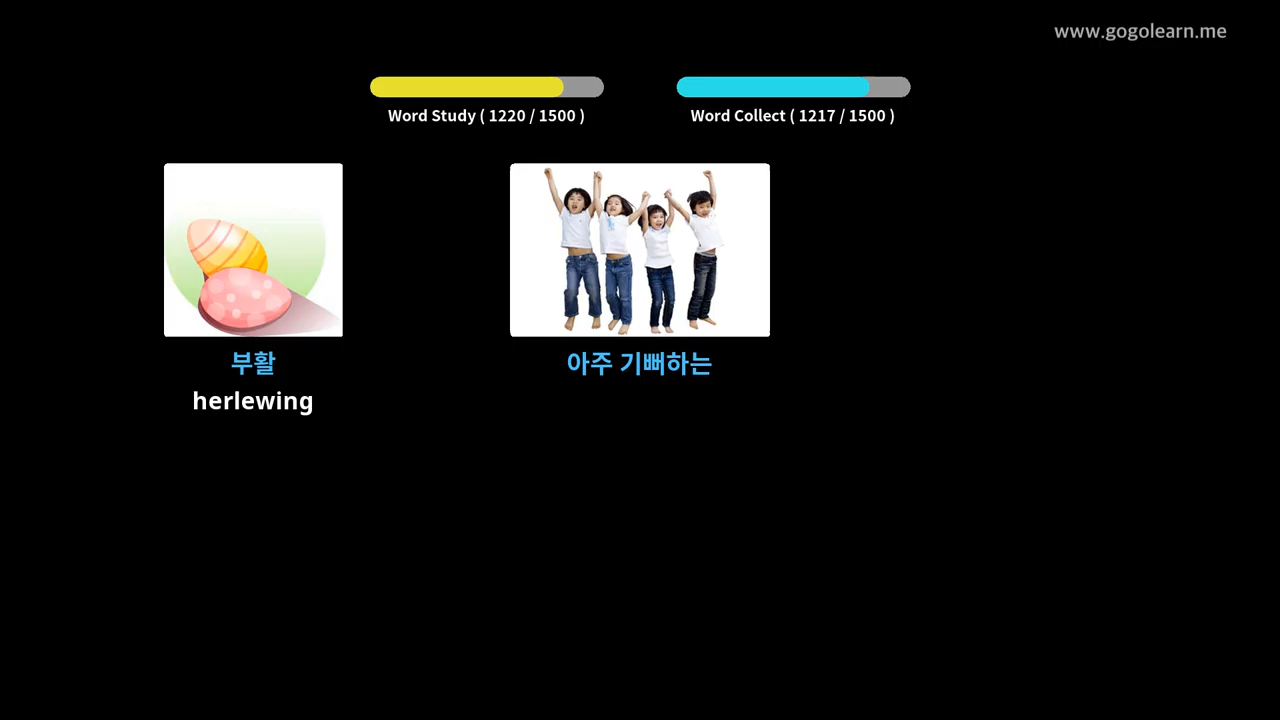 www.gogolearn.me
Word Study ( 1220 / 1500 )
Word Collect ( 1217 / 1500 )
부활
herlewing
아주 기뻐하는